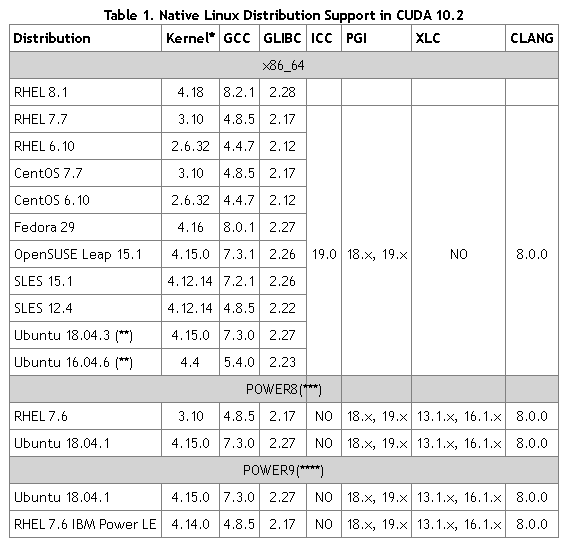 Table 1. Native Linux Distribution Support in CUDA 10.2
Distribution Kernel* GCC GLIBC ICC PGI XLC CLANG
x86_64
RHEL 8.1 4.18 8.2.1 2.28
RHEL 7.7 3.10 4.8.5 2.17
RHEL 6.10 2.6.32 4.4.7 2.12
CentOS 7.7 3.10 4.8.5 2.17
CentOS 6.10 2.6.32 4.4.7 2.12
Fedora 29 4.16 8.0.1 2.27
OpenSUSE Leap 15.1 4.15.0 7.3.1 2.26 19.0 18.x, 19.x NO 8.0.0
SLES 15.1 4.12.14 7.2.1 2.26
SLES 12.4 4.12.14 4.8.5 2.22
Ubuntu 18.04.3 (**) 4.15.0 7.3.0 2.27
Ubuntu 16.04.6 (**) 4.4 5.4.0 2.23
POWER8(***)
RHEL 7.6 3.10 4.8.5 2.17 NO 18.x, 19.x 13.1.x, 16.1.x 8.0.0
Ubuntu 18.04.1 4.15.0 7.3.0 2.27 NO 18.x, 19.x 13.1.x, 16.1.x 8.0.0
POWER9(****)
Ubuntu 18.04.1 4.15.0 7.3.0 2.27 NO 18.x, 19.x 13.1.x, 16.1.x 8.0.0
RHEL 7.6 IBM Power LE 4.14.0 4.8.5 2.17 NO 18.x, 19.x 13.1.x, 16.1.x 8.0.0